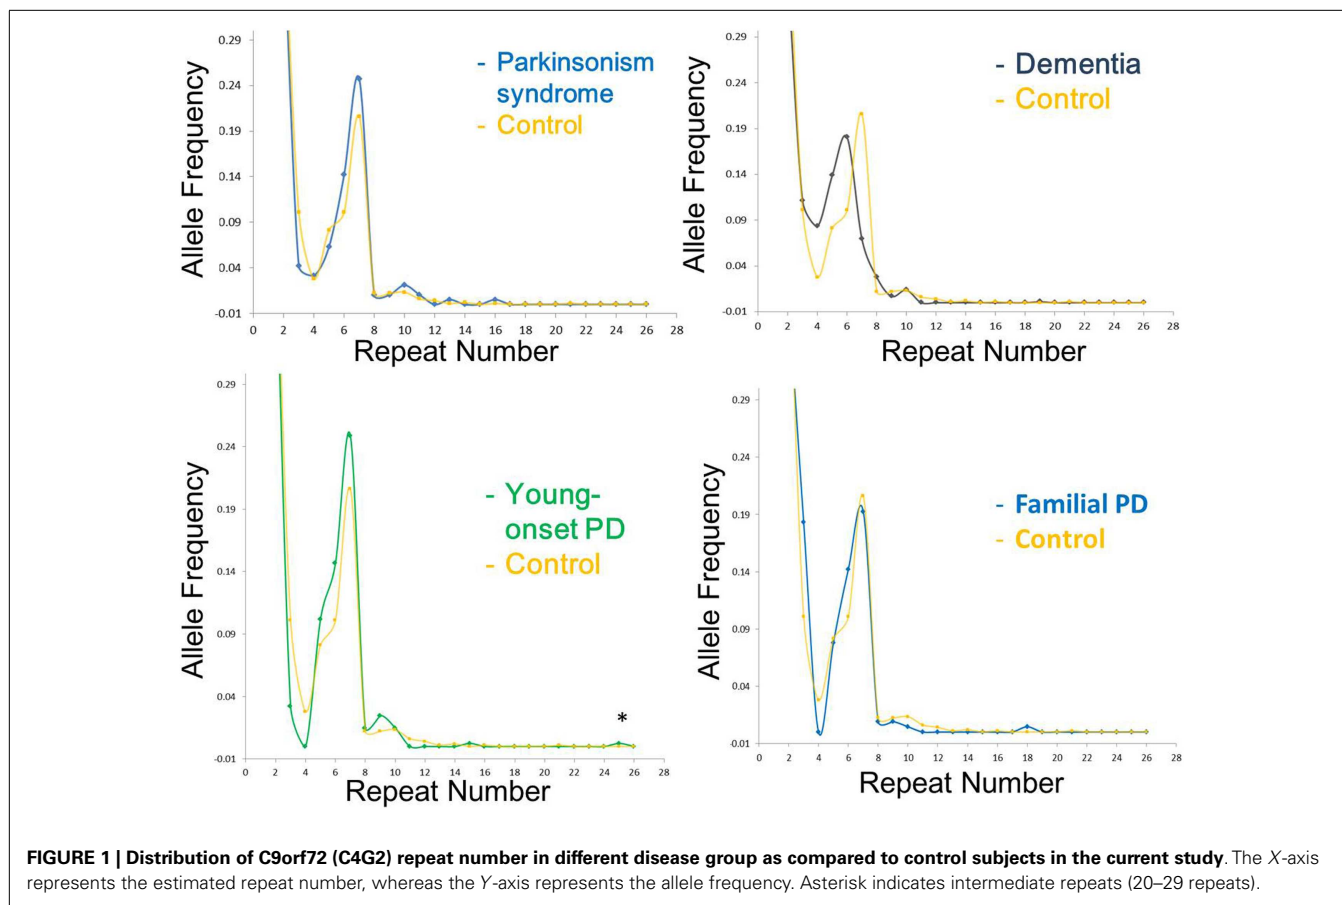 0.29
0.24
0.19
0.14
0.09
0.04
-0.01
Allele Frequency
- Parkinsonism
syndrome
- Control
0 2 4 6 8 10 12 14 16 18 20 22 24 26 28
Repeat Number
0.29
0.24
0.19
0.14
0.09
0.04
-0.01
Allele Frequency
- Dementia
- Control
0 2 4 6 8 10 12 14 16 18 20 22 24 26 28
Repeat Number
0.29
0.24
0.19
0.14
0.09
0.04
-0.01
Allele Frequency
- Young-
onset PD
- Control
*
0 2 4 6 8 10 12 14 16 18 20 22 24 26 28
Repeat Number
0.29
0.24
0.19
0.14
0.09
0.04
-0.01
Allele Frequency
- Familial PD
- Control
0 2 4 6 8 10 12 14 16 18 20 22 24 26 28
Repeat Number
FIGURE 1 | Distribution of C9orf72 (C4G2) repeat number in different disease group as compared to control subjects in the current study. The X-axis
represents the estimated repeat number, whereas the Y-axis represents the allele frequency. Asterisk indicates intermediate repeats (20–29 repeats).